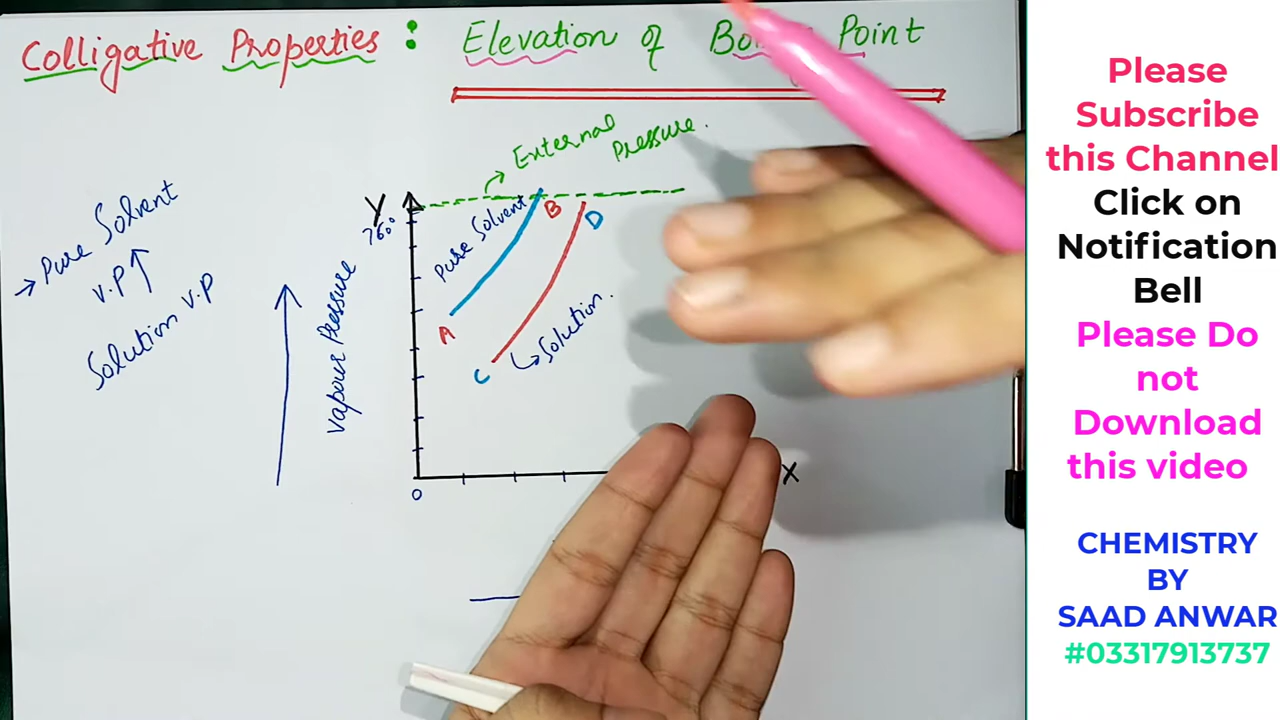 Colligative Properties : Elevation of Point
External
Pressure.
→ Pure Solvent
V.P ↑
Solution V.P
Y
760
Vapour Pressure
Pure Solvent
A
B
C
D
Solution.
0
X
Please
Subscribe
this Channel
Click on
Notification
Bell
Please Do
not
Download
this video
CHEMISTRY
BY
SAAD ANWAR
#03317913737